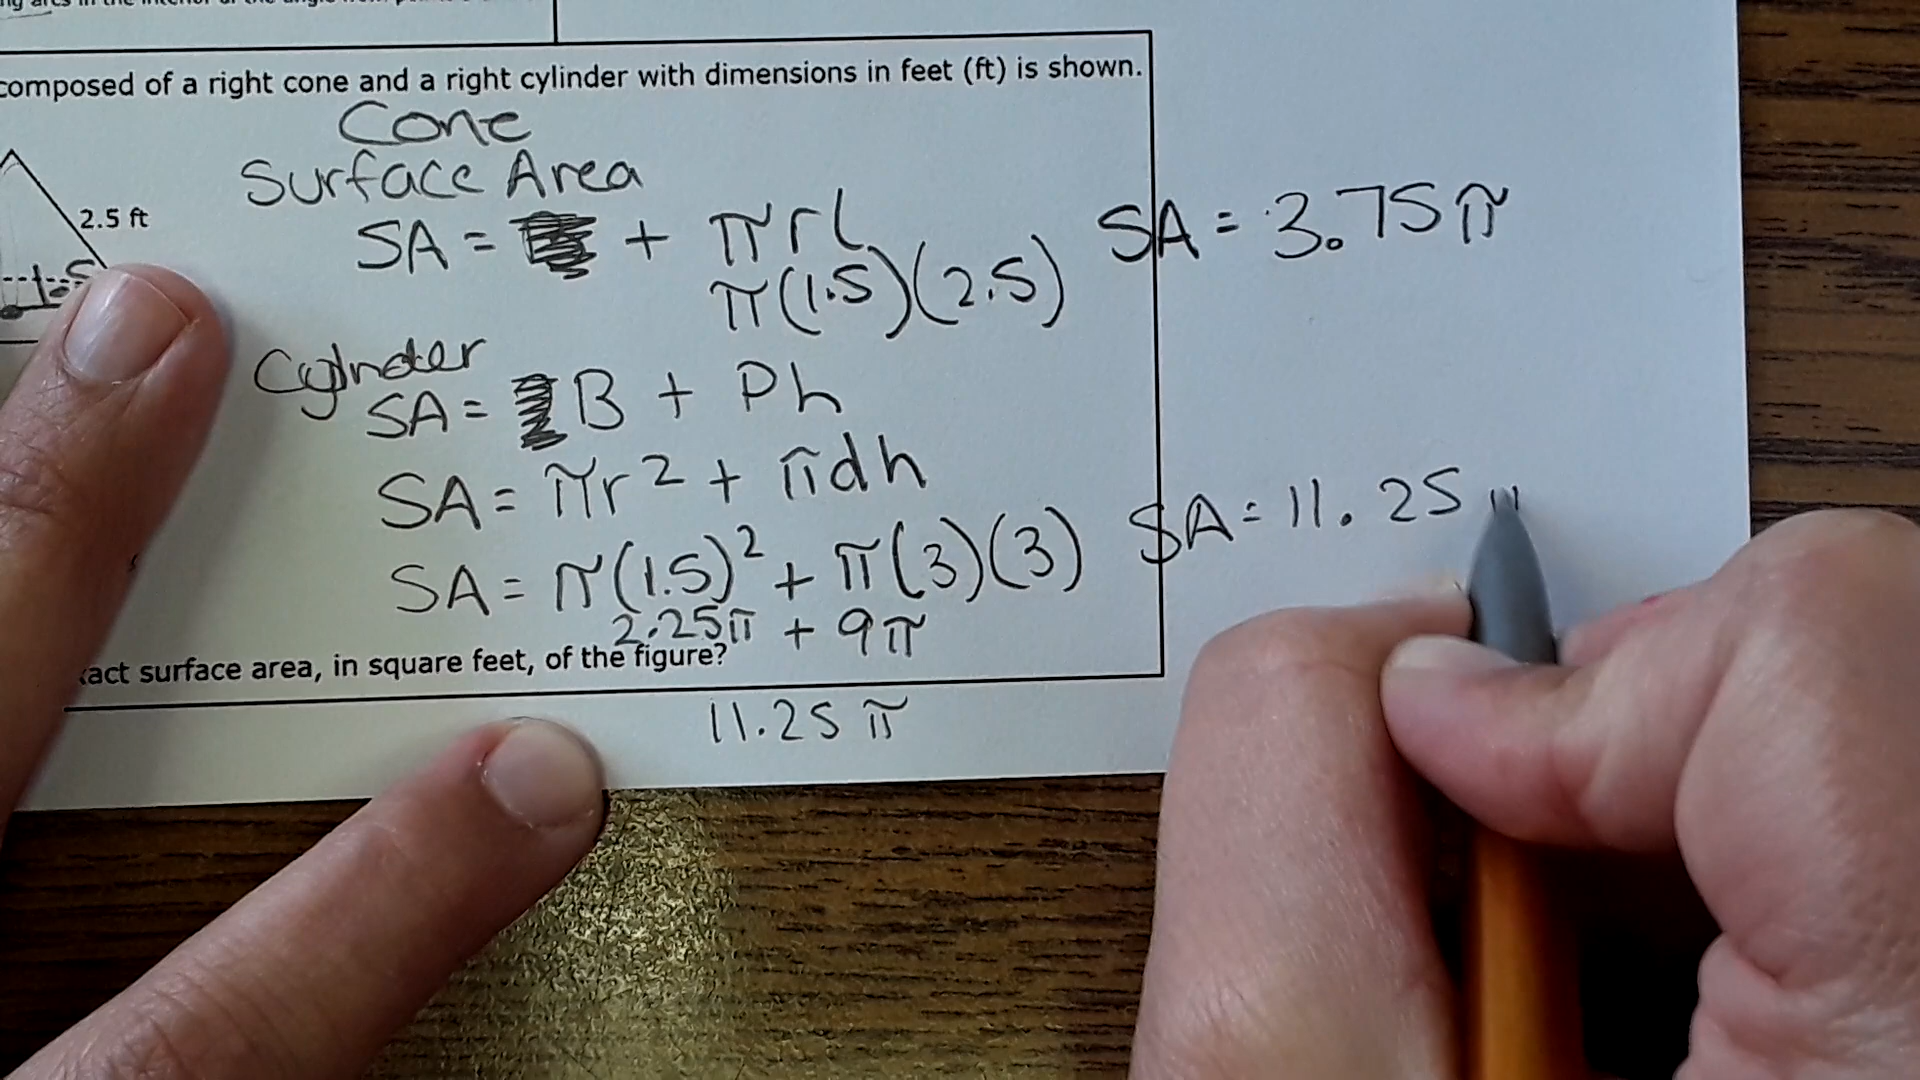 composed of a right cone and a right cylinder with dimensions in feet (ft) is shown.
Cone
Surface Area
SA = + πrl
2.5 ft
π(1.5)(2.5)
SA = 3.75π
1.5
Cylinder
SA = B + Ph
SA = πr² + πdh
SA = π(1.5)² + π(3)(3)
SA = 11.25
2.25π + 9π
act surface area, in square feet, of the figure?
11.25 π